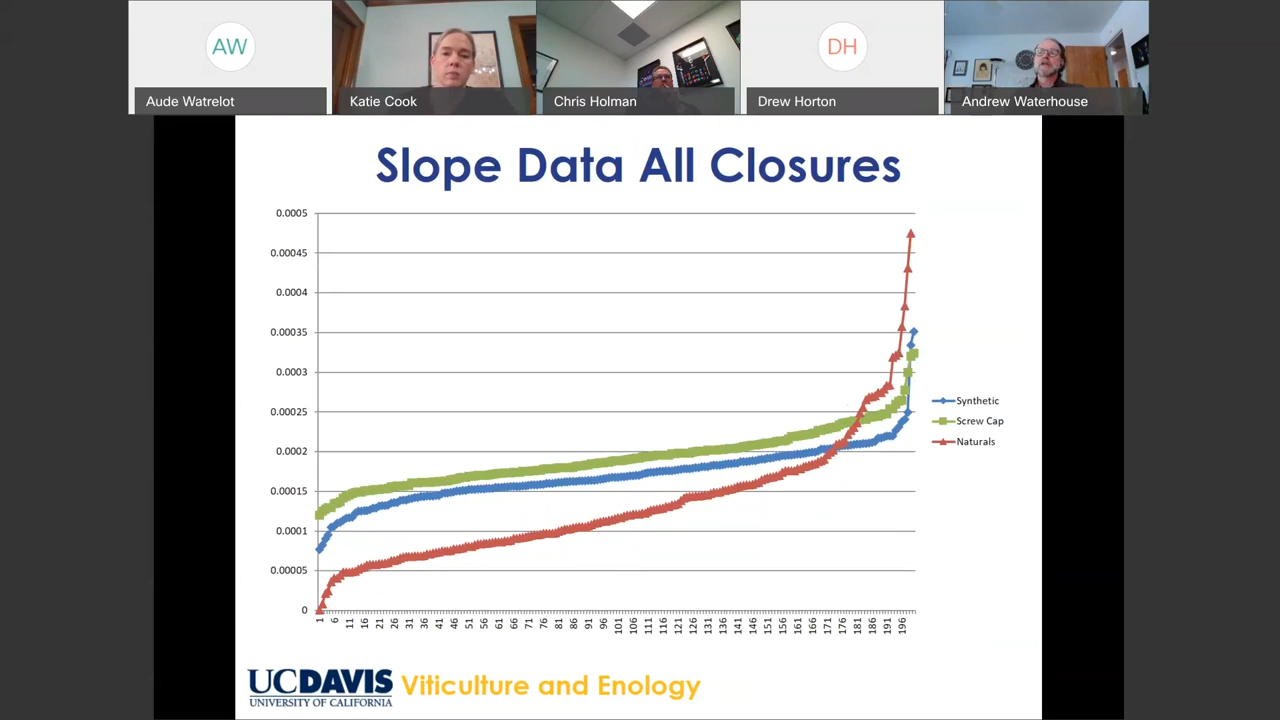 AW
DH
Aude Watrelot
Katie Cook
Chris Holman
Drew Horton
Andrew Waterhouse
Slope Data All Closures
0.0005
0.00045
0.0004
0.00035
0.0003
0.00025
0.0002
0.00015
0.0001
0.00005
0
1 6 11 16 21 26 31 36 41 46 51 56 61 66 71 76 81 86 91 96 101 106 111 116 121 126 131 136 141 146 151 156 161 166 171 176 181 186 191 196
Synthetic
Screw Cap
Naturals
UCDAVIS
UNIVERSITY OF CALIFORNIA
Viticulture and Enology